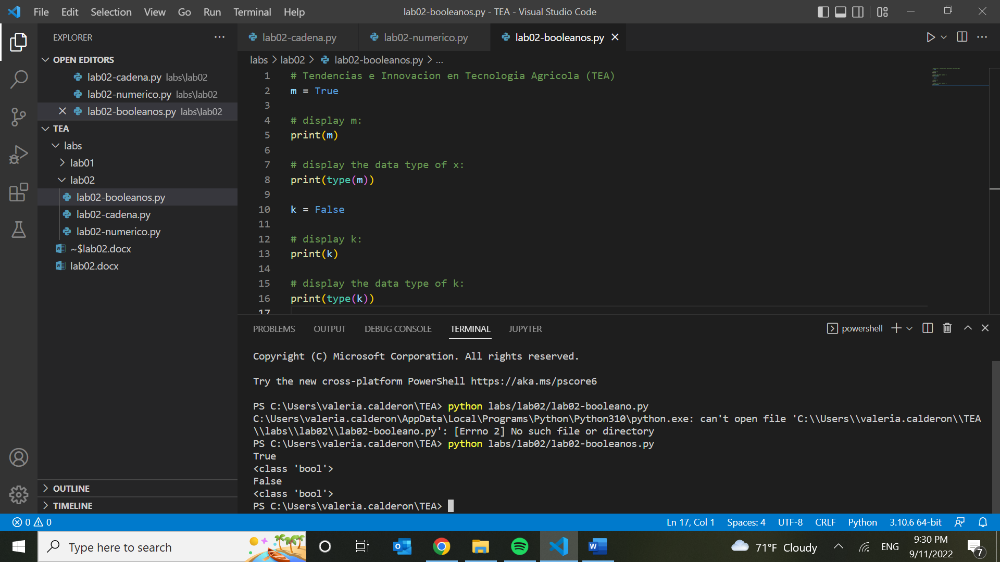 File Edit Selection View Go Run Terminal Help
lab02-booleanos.py - TEA - Visual Studio Code
EXPLORER
OPEN EDITORS
lab02-cadena.py labs\lab02
lab02-numerico.py labs\lab02
lab02-booleanos.py labs\lab02
TEA
labs
lab01
lab02
lab02-booleanos.py
lab02-cadena.py
lab02-numerico.py
~$lab02.docx
lab02.docx
OUTLINE
TIMELINE
lab02-cadena.py lab02-numerico.py lab02-booleanos.py
labs > lab02 > lab02-booleanos.py > ...
1 # Tendencias e Innovacion en Tecnologia Agricola (TEA)
2 m = True
3
4 # display m:
5 print(m)
6
7 # display the data type of x:
8 print(type(m))
9
10 k = False
11
12 # display k:
13 print(k)
14
15 # display the data type of k:
16 print(type(k))
17
PROBLEMS OUTPUT DEBUG CONSOLE TERMINAL JUPYTER
powershell
Copyright (C) Microsoft Corporation. All rights reserved.
Try the new cross-platform PowerShell https://aka.ms/pscore6
PS C:\Users\valeria.calderon\TEA> python labs/lab02/lab02-booleano.py
C:\Users\valeria.calderon\AppData\Local\Programs\Python\Python310\python.exe: can't open file 'C:\\Users\\valeria.calderon\\TEA
\\labs\\lab02\\lab02-booleano.py': [Errno 2] No such file or directory
PS C:\Users\valeria.calderon\TEA> python labs/lab02/lab02-booleanos.py
True
<class 'bool'>
False
<class 'bool'>
PS C:\Users\valeria.calderon\TEA>
0 0
Ln 17, Col 1 Spaces: 4 UTF-8 CRLF Python 3.10.6 64-bit
Type here to search
71°F Cloudy
ENG
9:30 PM
9/11/2022
7